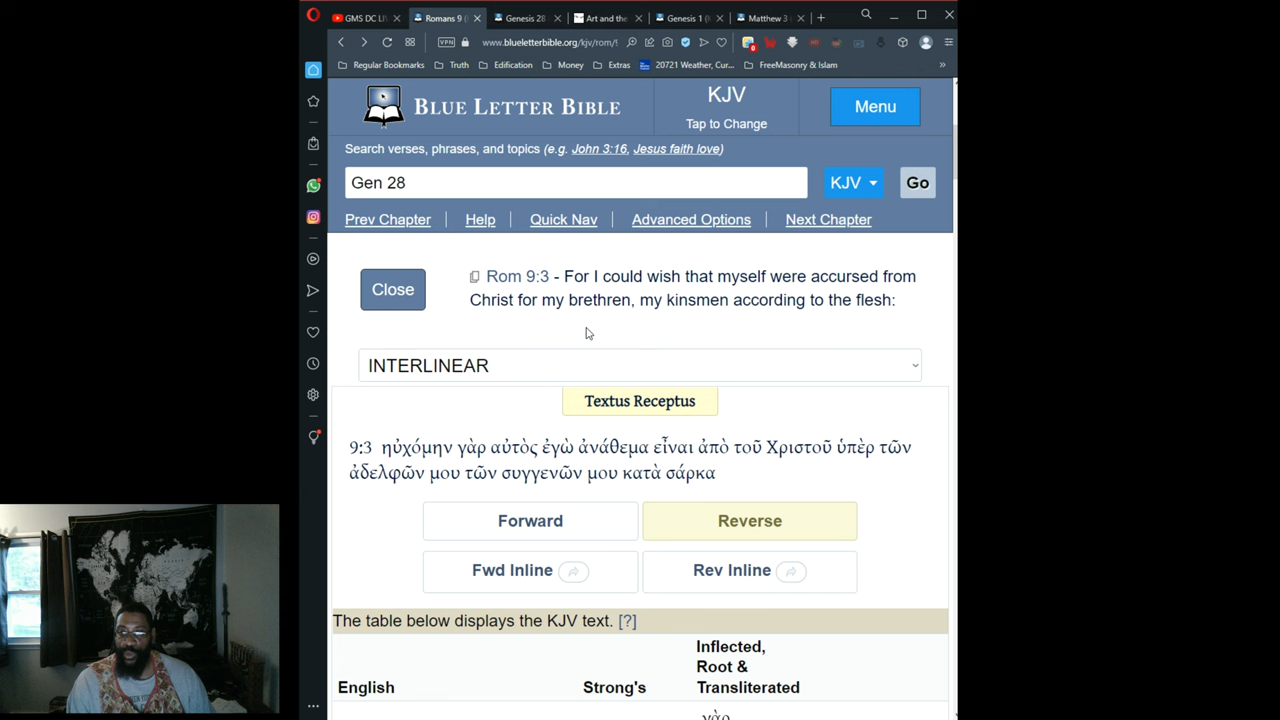 GMS DC LI
Romans 9 (
Genesis 28
Art and the
Genesis 1 (
Matthew 3
VPN
www.blueletterbible.org/kjv/rom/9
Regular Bookmarks
Truth
Edification
Money
Extras
20721 Weather, Cur...
FreeMasonry & Islam
BLUE LETTER BIBLE
KJV
Tap to Change
Menu
Search verses, phrases, and topics (e.g. John 3:16, Jesus faith love)
Gen 28
KJV
Go
Prev Chapter
Help
Quick Nav
Advanced Options
Next Chapter
Close
Rom 9:3 - For I could wish that myself were accursed from
Christ for my brethren, my kinsmen according to the flesh:
INTERLINEAR
Textus Receptus
9:3 ηὐχόμην γὰρ αὐτὸς ἐγὼ ἀνάθεμα εἶναι ἀπὸ τοῦ Χριστοῦ ὑπὲρ τῶν
ἀδελφῶν μου τῶν συγγενῶν μου κατὰ σάρκα
Forward
Reverse
Fwd Inline
Rev Inline
The table below displays the KJV text. [?]
English
Strong's
Inflected,
Root &
Transliterated
γὰρ